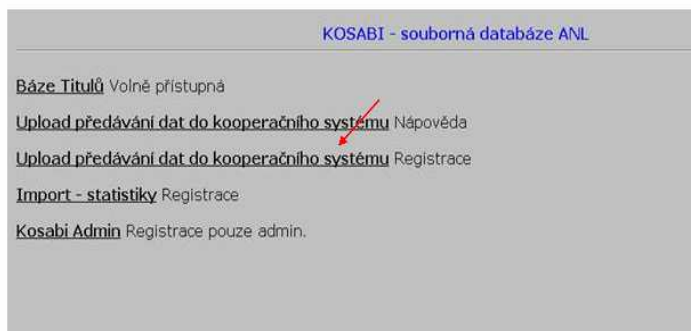 KOSABI - souborná databáze ANL
Báze Titulů Volně přístupná
Upload předávání dat do kooperačního systému Nápověda
Upload předávání dat do kooperačního systému Registrace
Import - statistiky Registrace
Kosabi Admin Registrace pouze admin.